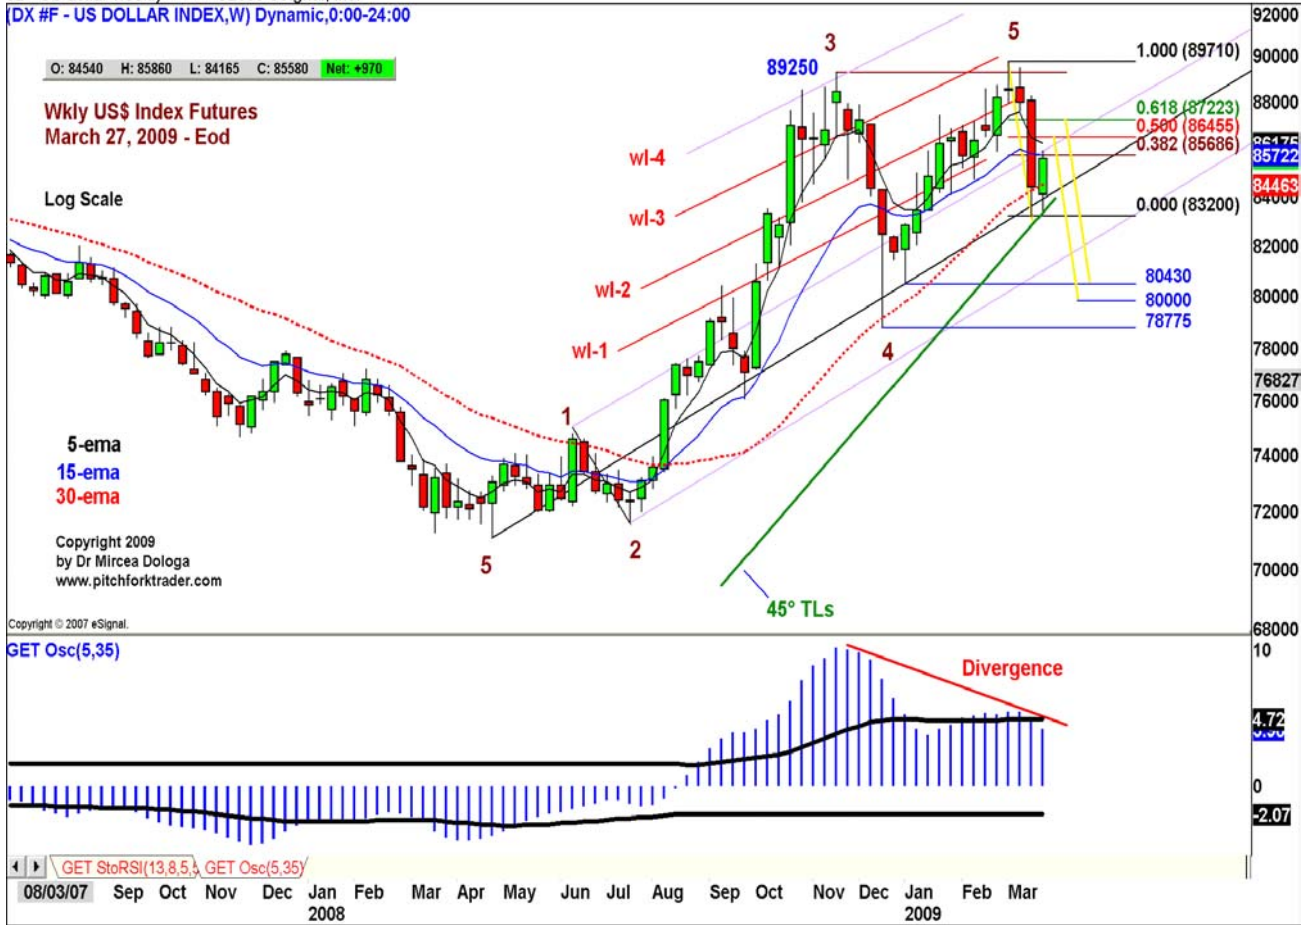 (DX #F - US DOLLAR INDEX,W) Dynamic,0:00-24:00
O: 84540 H: 85860 L: 84165 C: 85580 Net: +970
Wkly US$ Index Futures
March 27, 2009 - Eod
Log Scale
89250
3
5
wl-4
wl-3
wl-2
wl-1
1.000 (89710)
0.618 (87223)
0.500 (86455)
0.382 (85686)
0.000 (83200)
80430
80000
78775
4
1
5
2
5-ema
15-ema
30-ema
Copyright 2009
by Dr Mircea Dologa
www.pitchforktrader.com
45° TLs
Copyright © 2007 eSignal.
92000
90000
88000
85722
84463
84000
82000
80000
78000
76827
76000
74000
72000
70000
68000
GET Osc(5,35)
Divergence
10
4.72
0
-2.07
GET StoRSI(13,8,5,5
GET Osc(5,35)
08/03/07 Sep Oct Nov Dec Jan Feb Mar Apr May Jun Jul Aug Sep Oct Nov Dec Jan Feb Mar
2008 2009